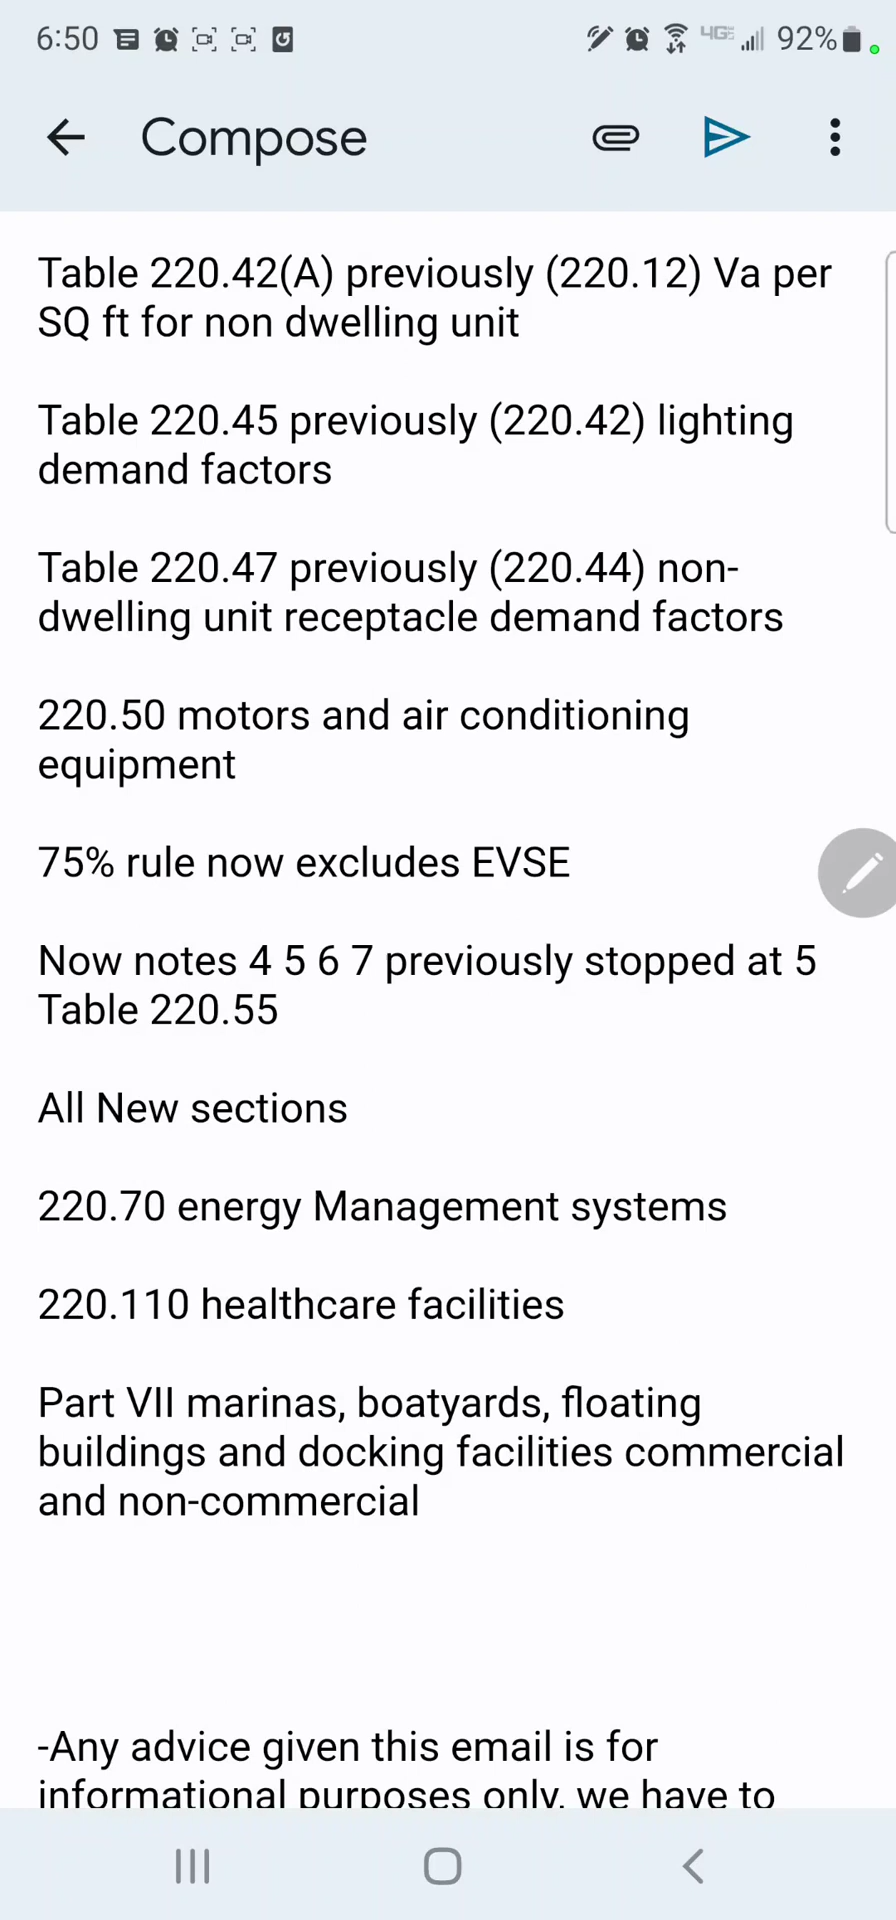 6:50
4GE
92%
Compose
Table 220.42(A) previously (220.12) Va per
SQ ft for non dwelling unit
Table 220.45 previously (220.42) lighting
demand factors
Table 220.47 previously (220.44) non-
dwelling unit receptacle demand factors
220.50 motors and air conditioning
equipment
75% rule now excludes EVSE
Now notes 4 5 6 7 previously stopped at 5
Table 220.55
All New sections
220.70 energy Management systems
220.110 healthcare facilities
Part VII marinas, boatyards, floating
buildings and docking facilities commercial
and non-commercial
-Any advice given this email is for
informational purposes only, we have to